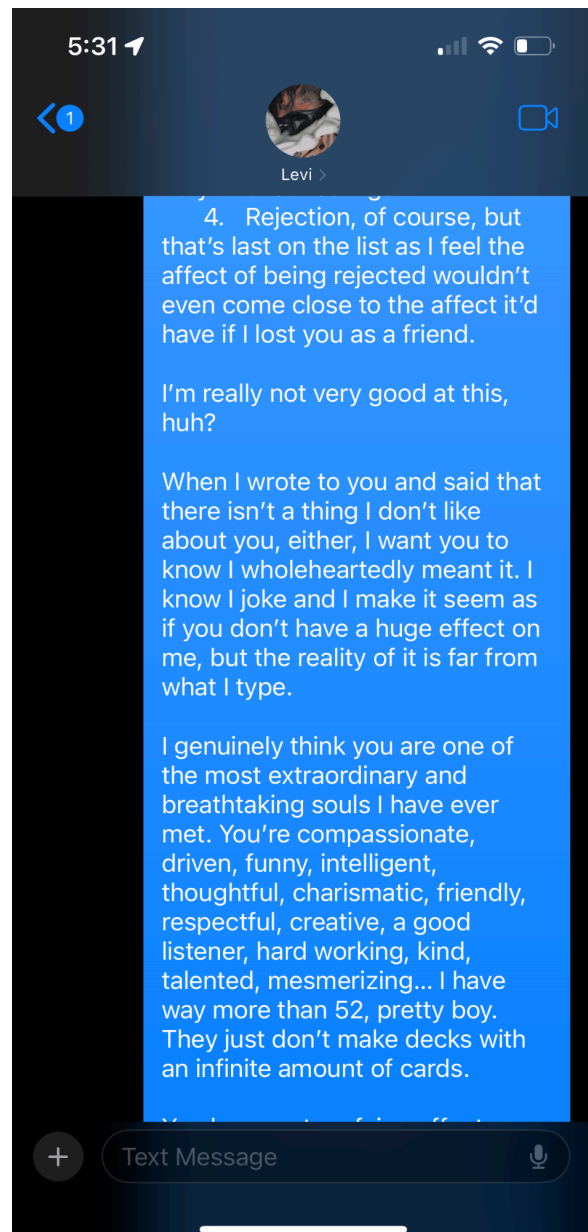 5:31
1
Levi
4. Rejection, of course, but
that's last on the list as I feel the
affect of being rejected wouldn't
even come close to the affect it'd
have if I lost you as a friend.
I'm really not very good at this,
huh?
When I wrote to you and said that
there isn't a thing I don't like
about you, either, I want you to
know I wholeheartedly meant it. I
know I joke and I make it seem as
if you don't have a huge effect on
me, but the reality of it is far from
what I type.
I genuinely think you are one of
the most extraordinary and
breathtaking souls I have ever
met. You're compassionate,
driven, funny, intelligent,
thoughtful, charismatic, friendly,
respectful, creative, a good
listener, hard working, kind,
talented, mesmerizing... I have
way more than 52, pretty boy.
They just don't make decks with
an infinite amount of cards.
Text Message